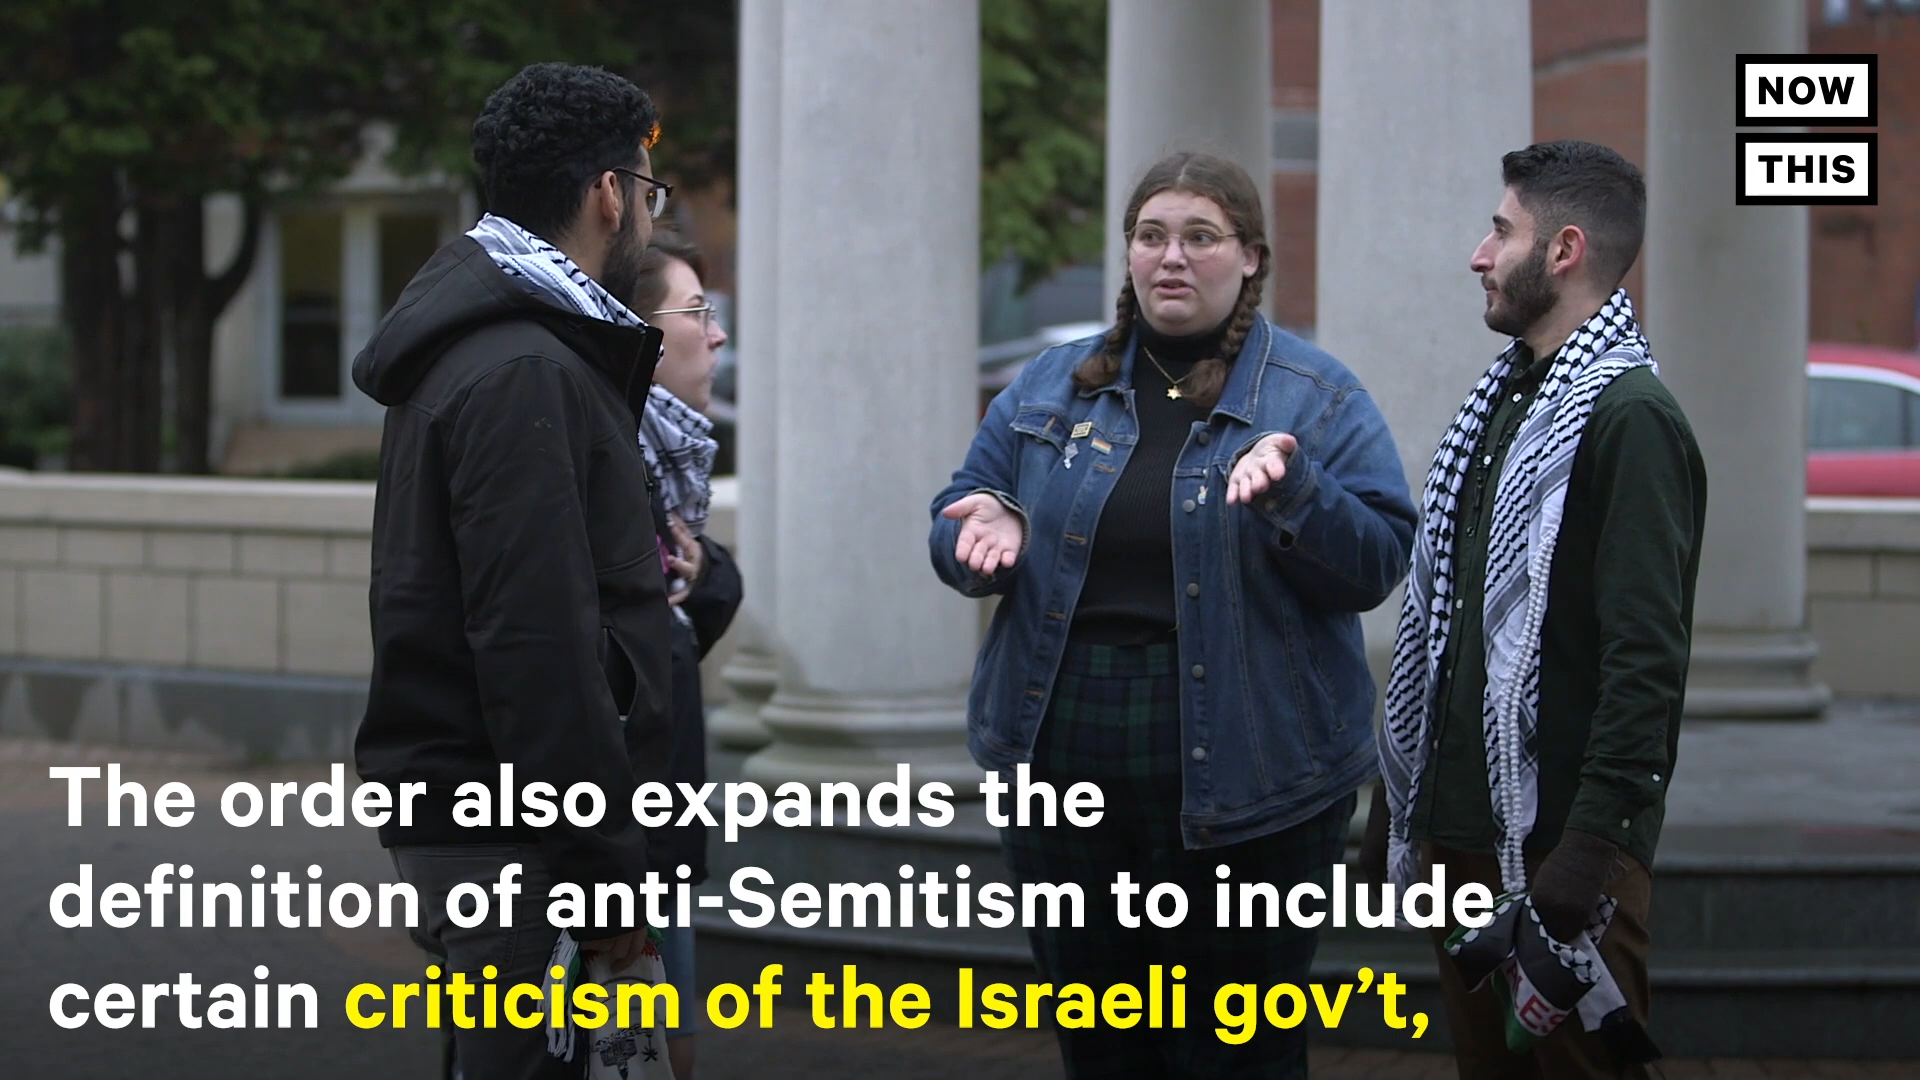 NOW
THIS
The order also expands the
definition of anti-Semitism to include
certain criticism of the Israeli gov't,